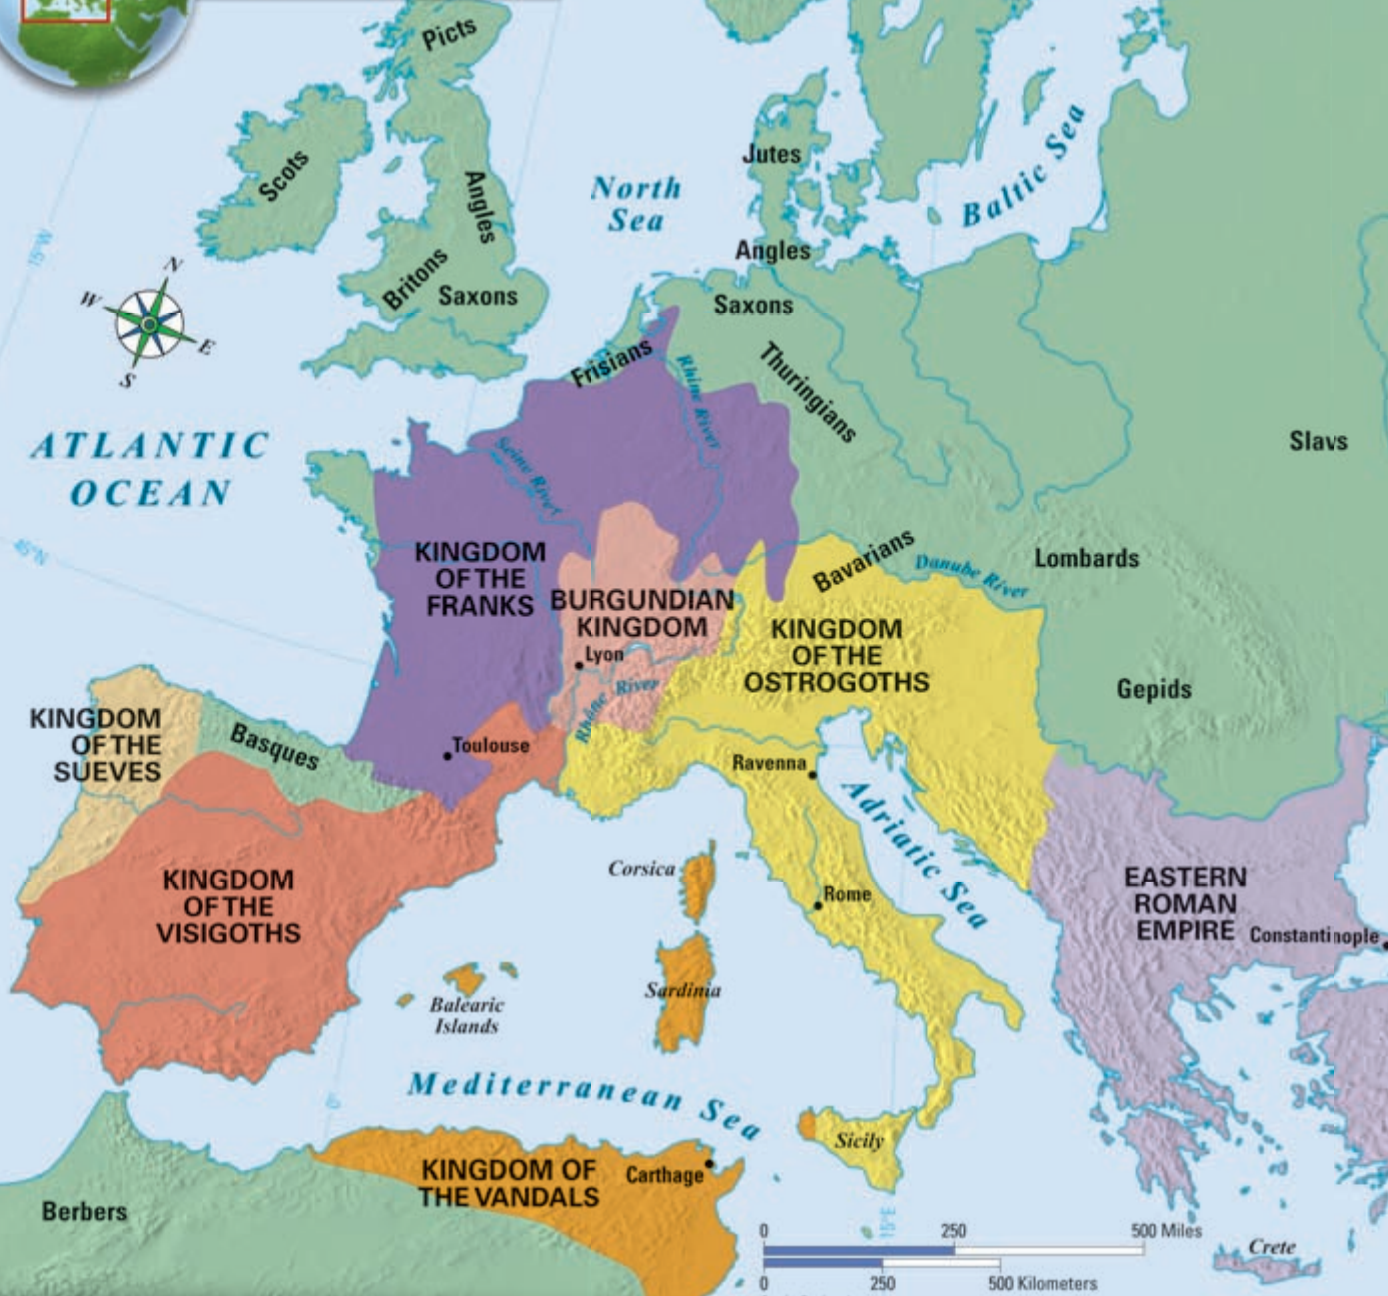 Picts
Scots
Angles
Britons
Saxons
North
Sea
Jutes
Angles
Saxons
Baltic Sea
15°W
N
W
E
S
Frisians
Rhine River
Thuringians
ATLANTIC
OCEAN
Seine River
Slavs
45°N
KINGDOM
OF THE
FRANKS
BURGUNDIAN
KINGDOM
Lyon
Rhône River
Bavarians
Danube River
Lombards
KINGDOM
OF THE
OSTROGOTHS
Gepids
KINGDOM
OF THE
SUEVES
Basques
Toulouse
Ravenna
Adriatic Sea
KINGDOM
OF THE
VISIGOTHS
Corsica
Rome
EASTERN
ROMAN
EMPIRE
Constantinople
Balearic
Islands
Sardinia
Mediterranean Sea
0°
Sicily
KINGDOM OF
THE VANDALS
Carthage
Berbers
15°E
0 250 500 Miles
0 250 500 Kilometers
Crete